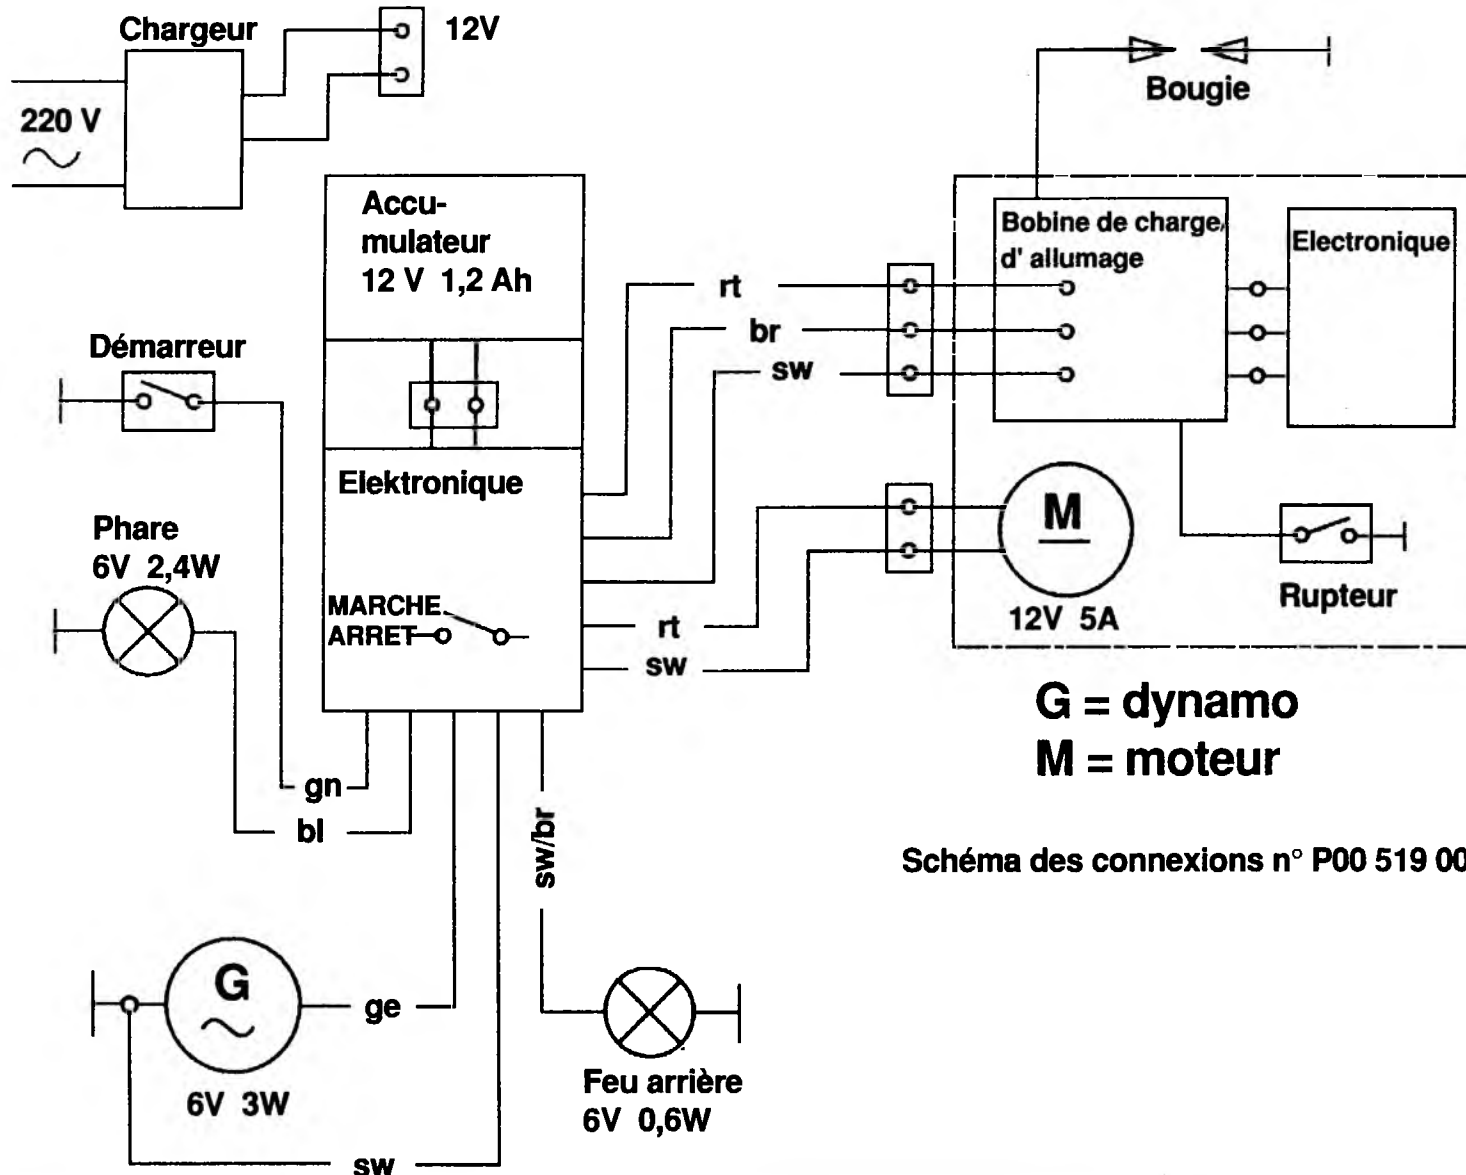 Chargeur
12V
220 V
Bougie
Accu-
mulateur
12 V 1,2 Ah
Bobine de charge/
d' allumage
Electronique
rt
br
sw
Démarreur
Elektronique
Phare
6V 2,4W
MARCHE
ARRET
M
12V 5A
Rupteur
rt
sw
G = dynamo
M = moteur
gn
bl
sw/br
Schéma des connexions n° P00 519 00
G
ge
6V 3W
Feu arrière
6V 0,6W
sw